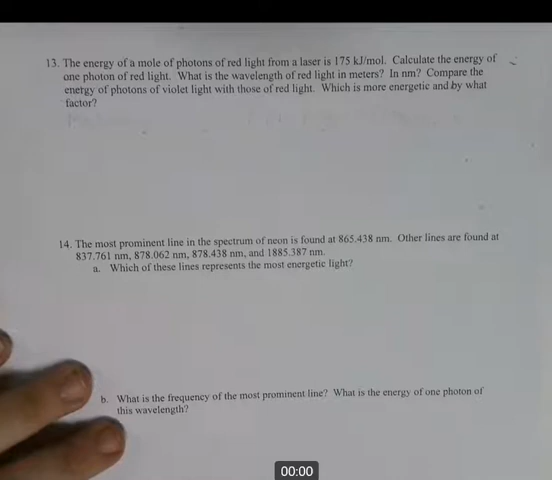 13. The energy of a mole of photons of red light from a laser is 175 kJ/mol. Calculate the energy of
one photon of red light. What is the wavelength of red light in meters? In nm? Compare the
energy of photons of violet light with those of red light. Which is more energetic and by what
factor?
14. The most prominent line in the spectrum of neon is found at 865.438 nm. Other lines are found at
837.761 nm, 878.062 nm, 878.438 nm, and 1885.387 nm.
a. Which of these lines represents the most energetic light?
b. What is the frequency of the most prominent line? What is the energy of one photon of
this wavelength?
00:00